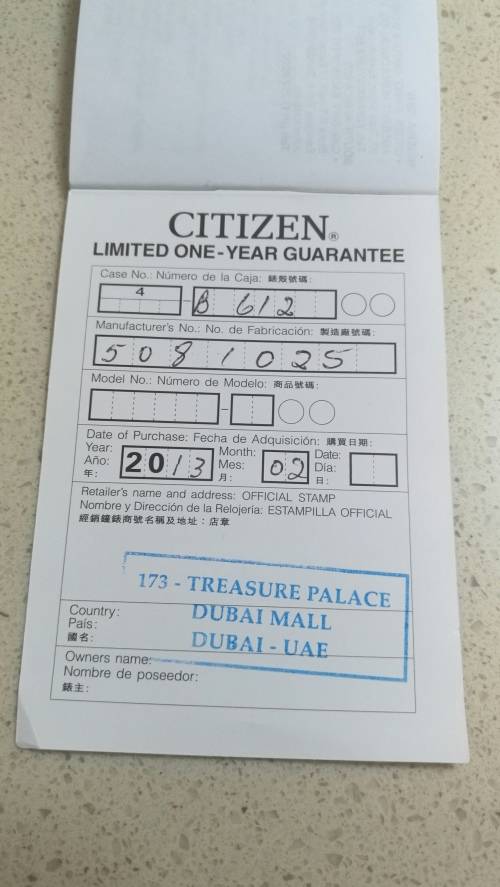 CITIZEN®
LIMITED ONE-YEAR GUARANTEE
Case No.: Número de la Caja: 錶殼號碼:
4 - B 612
Manufacturer's No.: No. de Fabricación: 製造廠號碼:
5081025
Model No.: Número de Modelo: 商品號碼:
-
Date of Purchase: Fecha de Adquisición: 購買日期:
Year: Año: 年: 2013 Month: Mes: 月: 02 Date: Día: 日:
Retailer's name and address: OFFICIAL STAMP
Nombre y Dirección de la Relojería: ESTAMPILLA OFFICIAL
經銷鐘錶商號名稱及地址：店章
173 - TREASURE PALACE
DUBAI MALL
DUBAI - UAE
Country:
País:
國名:
Owners name:
Nombre de poseedor:
錶主: